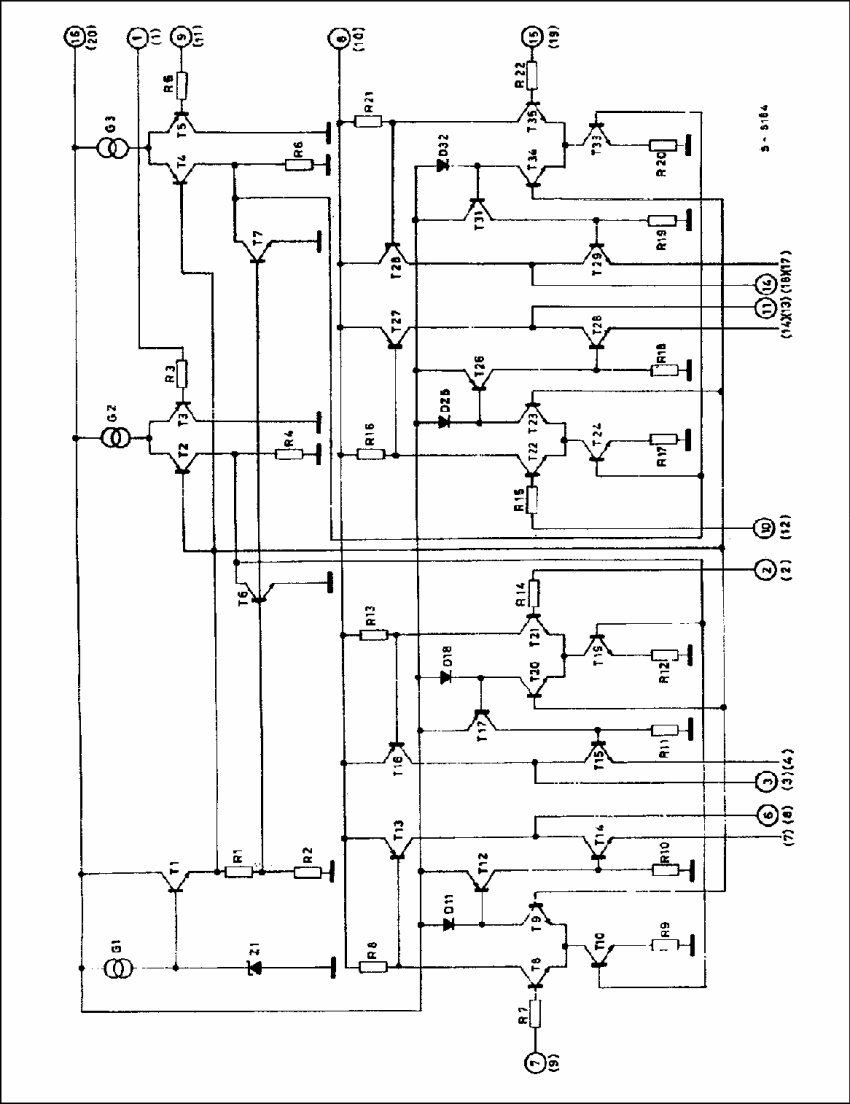 16
(20)
1
(1)
9
(11)
8
(10)
15
(19)
R6
R22
G3
T5
T4
R6
R21
T35
D32
T34
T33
R20
S - 5164
T7
T31
R19
T28
T29
14
(18)(17)
11
(14)(13)
R3
T27
T28
T26
R18
G2
T3
T2
R4
R16
D25
T23
T22
T24
R17
R15
10
(12)
2
(2)
T6
R14
R13
T21
D18
T20
T19
R12
T17
R11
T16
T15
3
(3)(4)
6
(7)(8)
T13
T14
T1
R1
R2
T12
R10
D11
T9
G1
Z1
R8
T8
T10
R9
R7
7
(9)